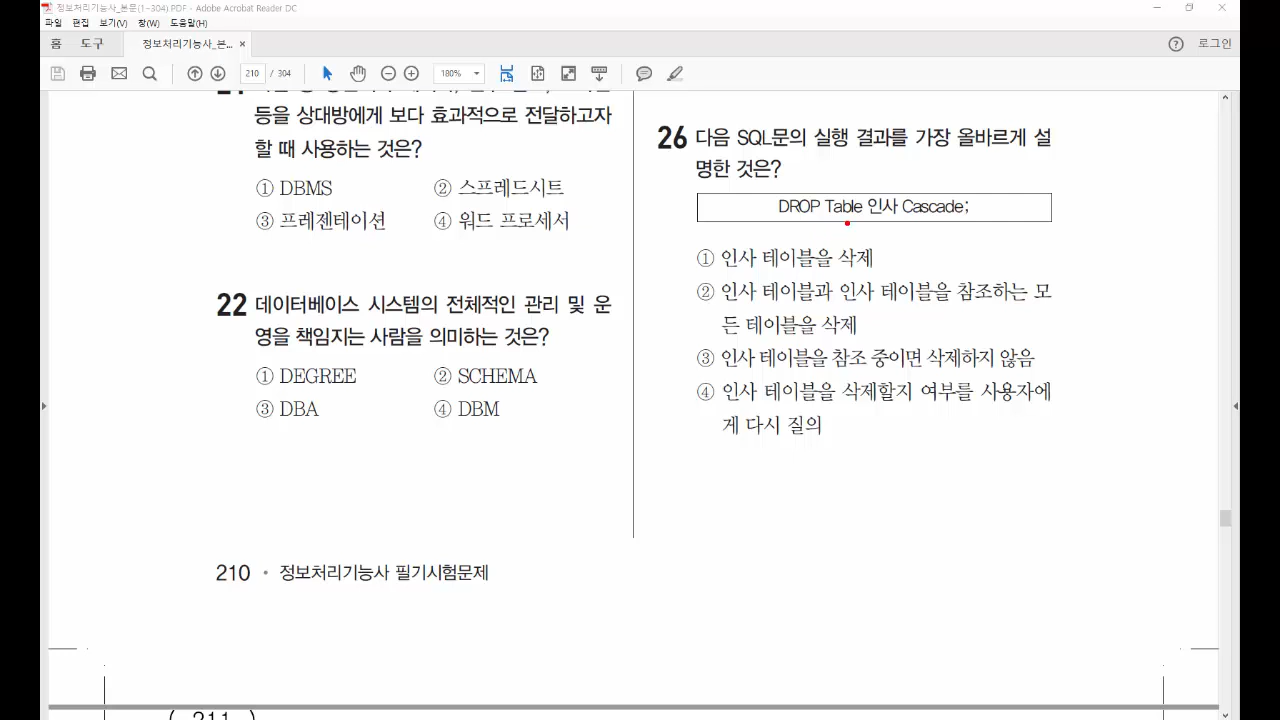 정보처리기능사_본문(1-304).PDF - Adobe Acrobat Reader DC
파일 편집 보기(V) 창(W) 도움말(H)
홈 도구 정보처리기능사_본... × 로그인
210 / 304 180%
등을 상대방에게 보다 효과적으로 전달하고자
할 때 사용하는 것은?
① DBMS ② 스프레드시트
③ 프레젠테이션 ④ 워드 프로세서
22 데이터베이스 시스템의 전체적인 관리 및 운
영을 책임지는 사람을 의미하는 것은?
① DEGREE ② SCHEMA
③ DBA ④ DBM
26 다음 SQL문의 실행 결과를 가장 올바르게 설
명한 것은?
DROP Table 인사 Cascade;
① 인사 테이블을 삭제
② 인사 테이블과 인사 테이블을 참조하는 모
든 테이블을 삭제
③ 인사 테이블을 참조 중이면 삭제하지 않음
④ 인사 테이블을 삭제할지 여부를 사용자에
게 다시 질의
210 • 정보처리기능사 필기시험문제
( 211 )